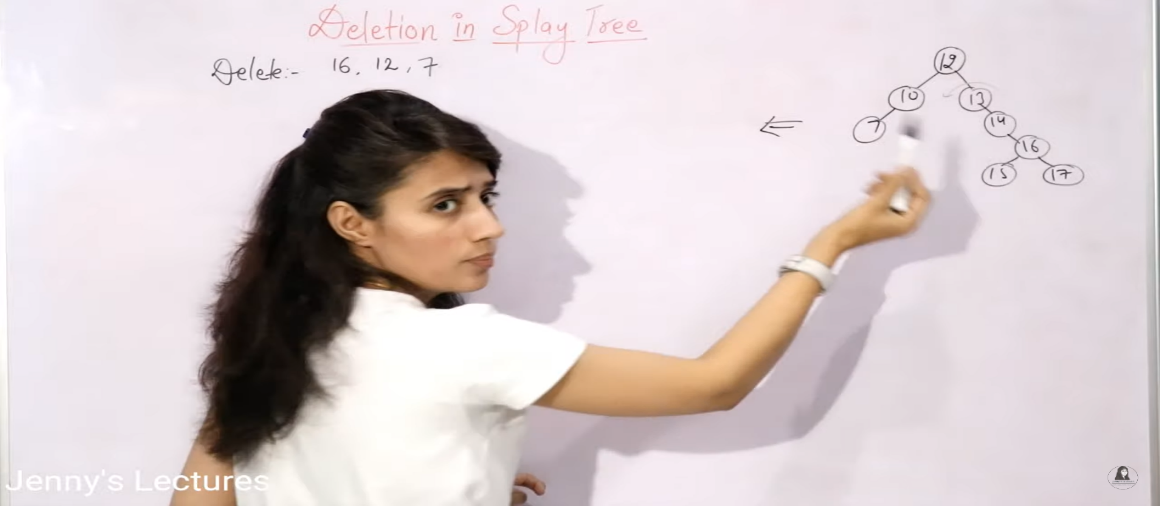 Deletion in Splay Tree
Delete:- 16, 12, 7
12
10 13
7 14
16
15 17
Jenny's Lectures